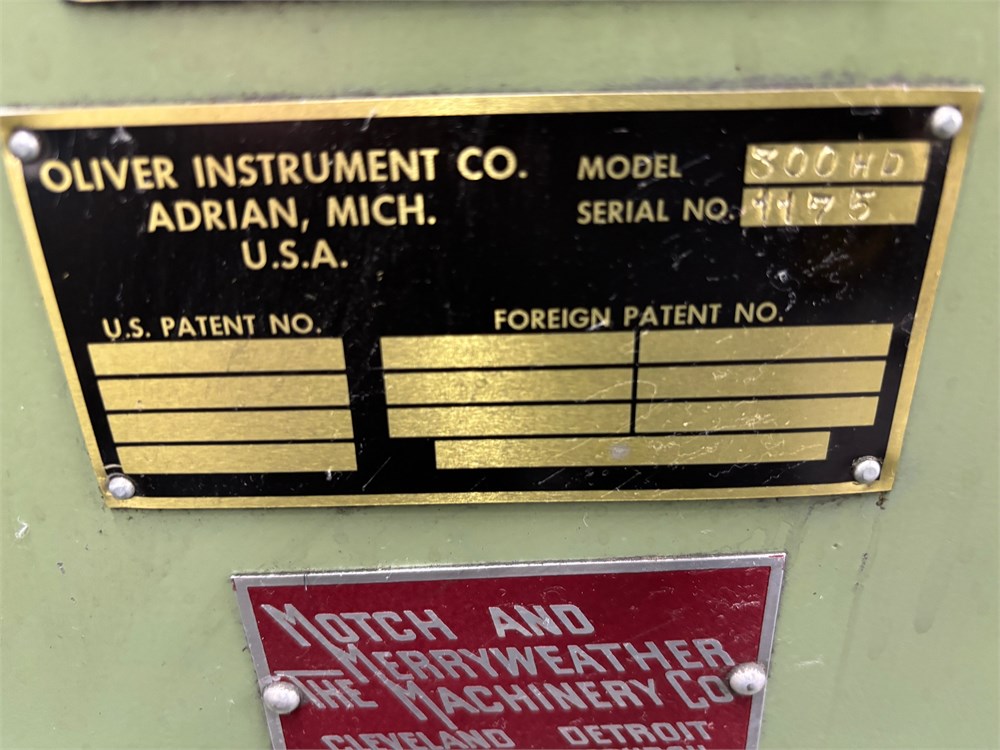 OLIVER INSTRUMENT CO.
ADRIAN, MICH.
U.S.A.
MODEL 300HD
SERIAL NO.
U.S. PATENT NO.
FOREIGN PATENT NO.
MOTCH AND
MERRYWEATHER
THE MACHINERY CO
CLEVELAND DETROIT